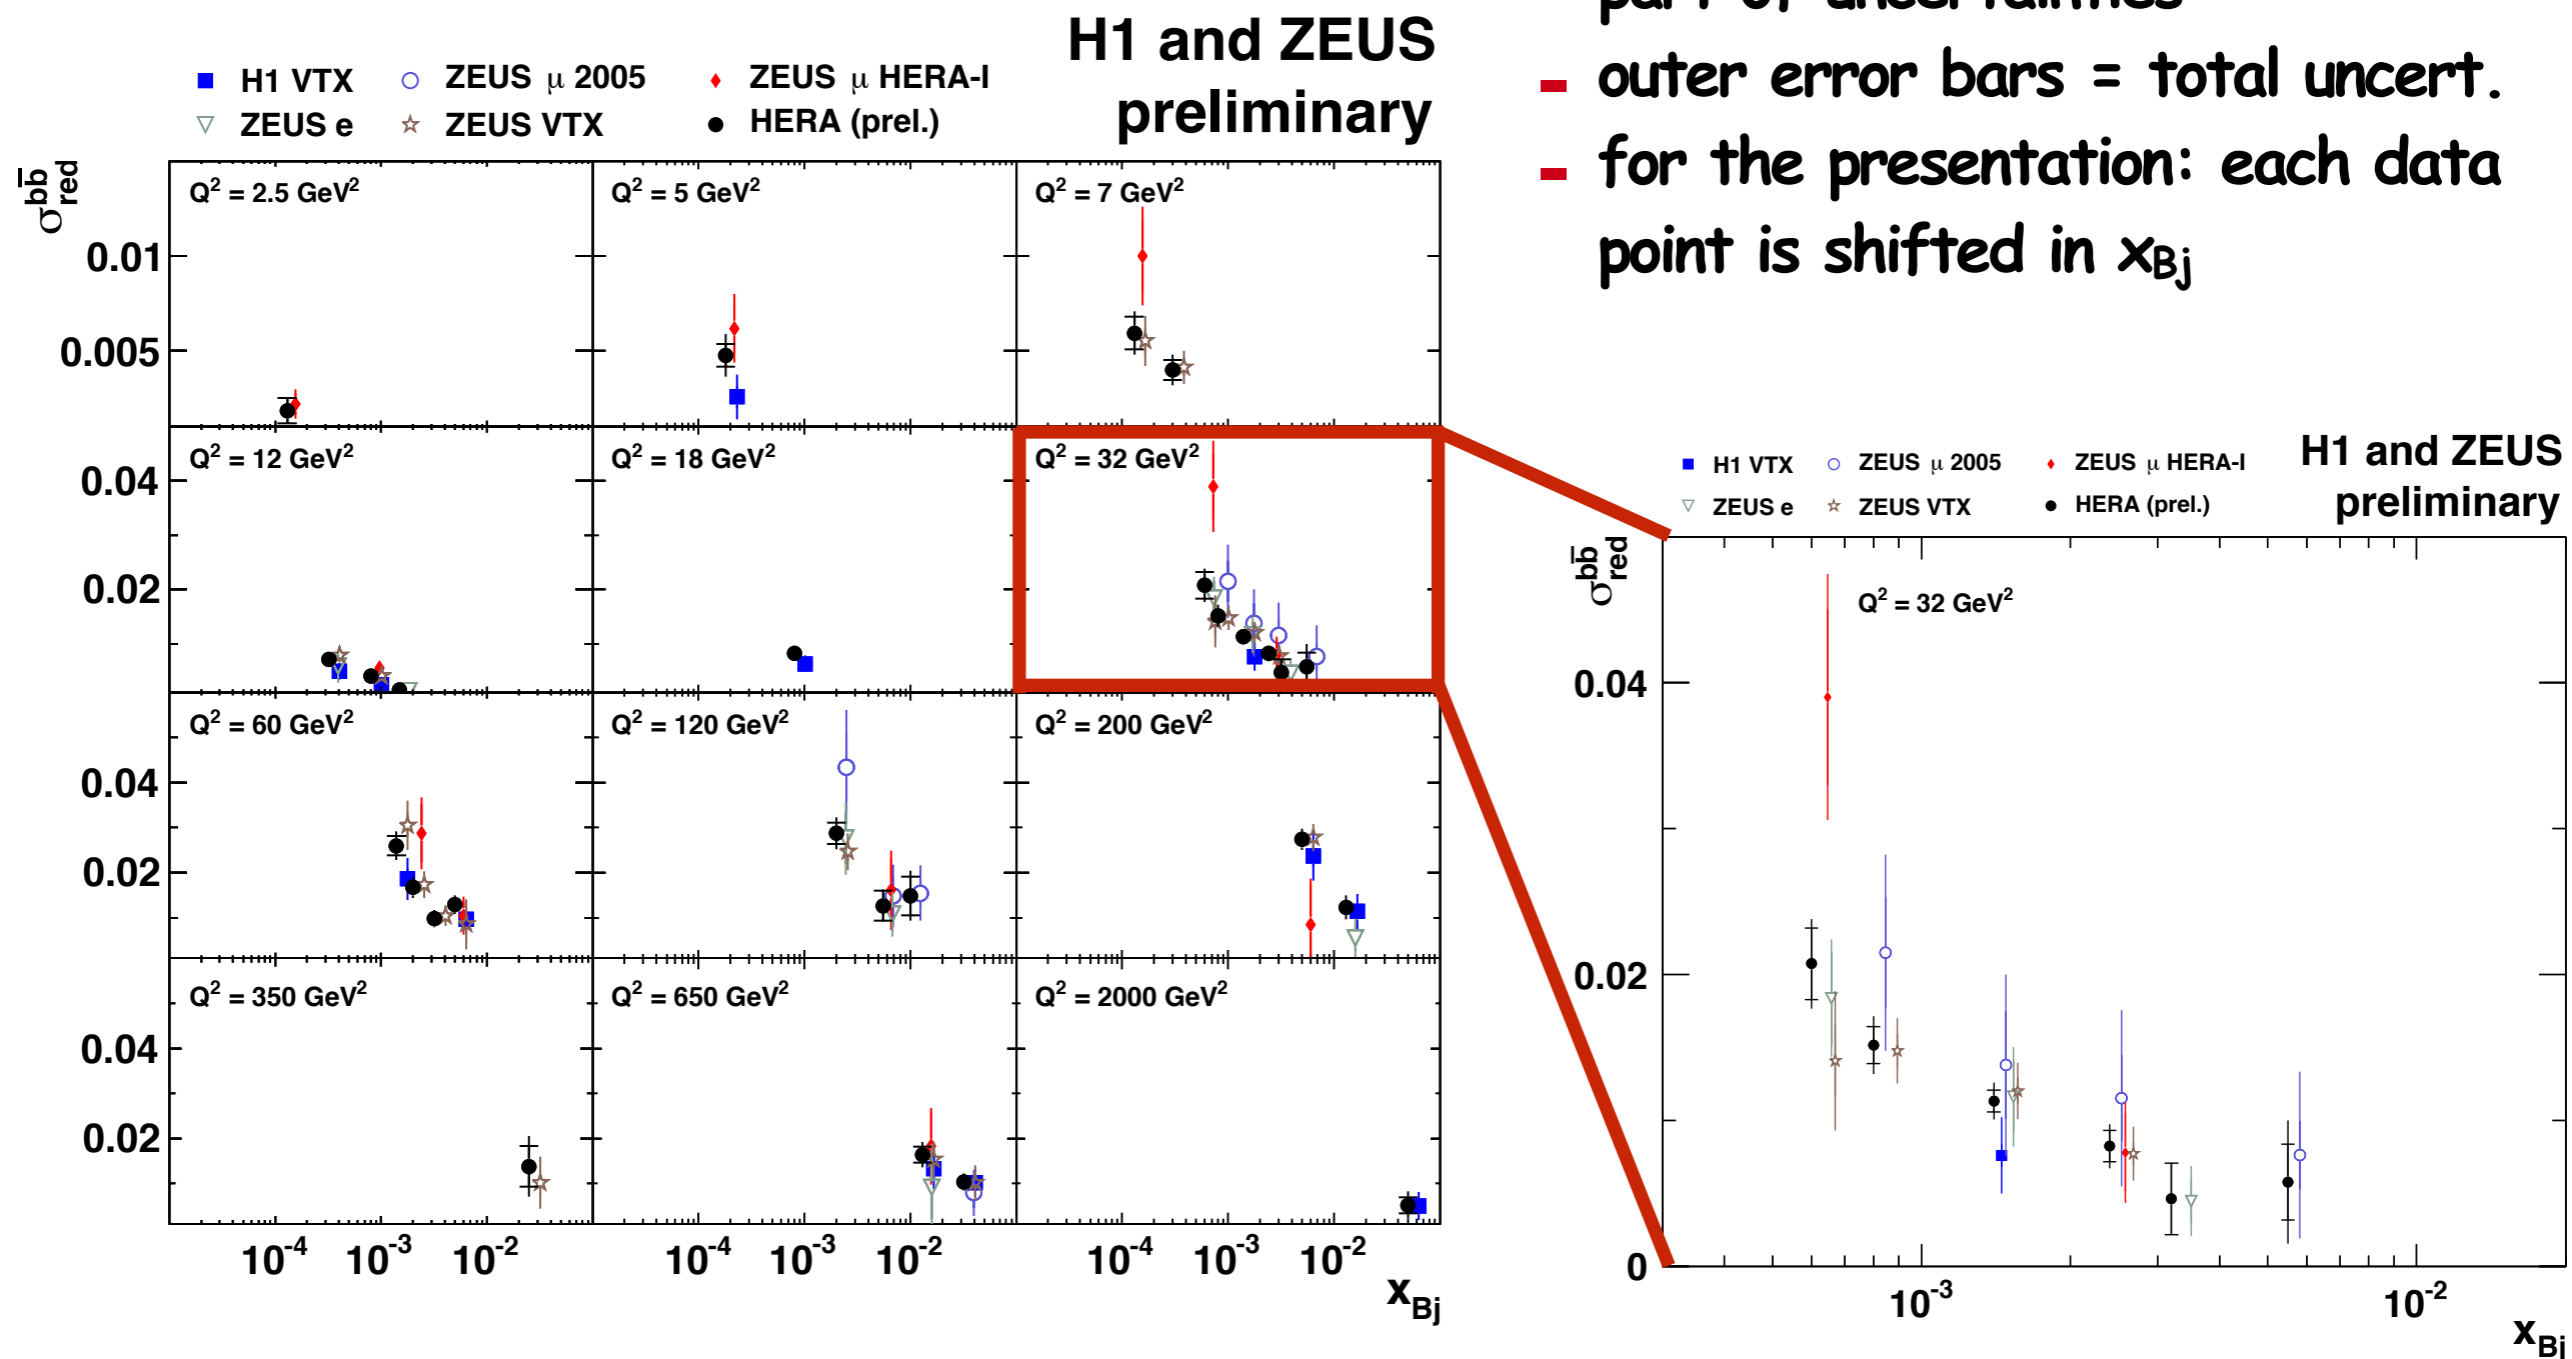 part of uncertainties
outer error bars = total uncert.
for the presentation: each data
point is shifted in xBj
H1 and ZEUS
preliminary
H1 VTX ZEUS μ 2005 ZEUS μ HERA-I
ZEUS e ZEUS VTX HERA (prel.)
σ red bb̄
Q² = 2.5 GeV² Q² = 5 GeV² Q² = 7 GeV²
0.01
0.005
Q² = 12 GeV² Q² = 18 GeV² Q² = 32 GeV²
0.04
0.02
Q² = 60 GeV² Q² = 120 GeV² Q² = 200 GeV²
0.04
0.02
Q² = 350 GeV² Q² = 650 GeV² Q² = 2000 GeV²
0.04
0.02
10⁻⁴ 10⁻³ 10⁻² 10⁻⁴ 10⁻³ 10⁻² 10⁻⁴ 10⁻³ 10⁻²
xBj
H1 and ZEUS
preliminary
H1 VTX ZEUS μ 2005 ZEUS μ HERA-I
ZEUS e ZEUS VTX HERA (prel.)
σ red bb̄
Q² = 32 GeV²
0.04
0.02
0
10⁻³ 10⁻²
xBj